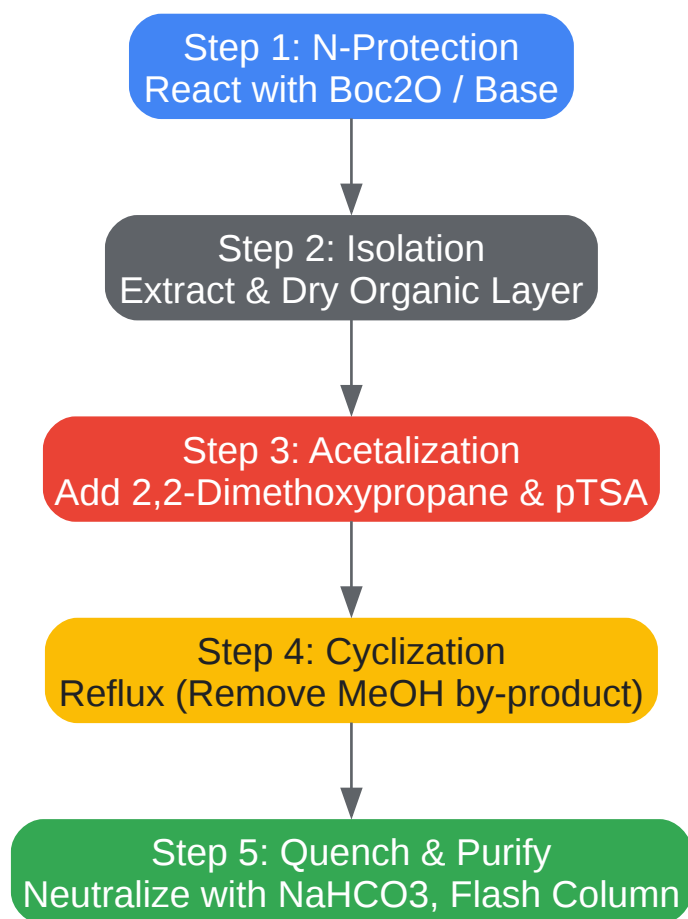 Step 1: N-Protection
React with Boc2O / Base
Step 2: Isolation
Extract & Dry Organic Layer
Step 3: Acetalization
Add 2,2-Dimethoxypropane & pTSA
Step 4: Cyclization
Reflux (Remove MeOH by-product)
Step 5: Quench & Purify
Neutralize with NaHCO3, Flash Column